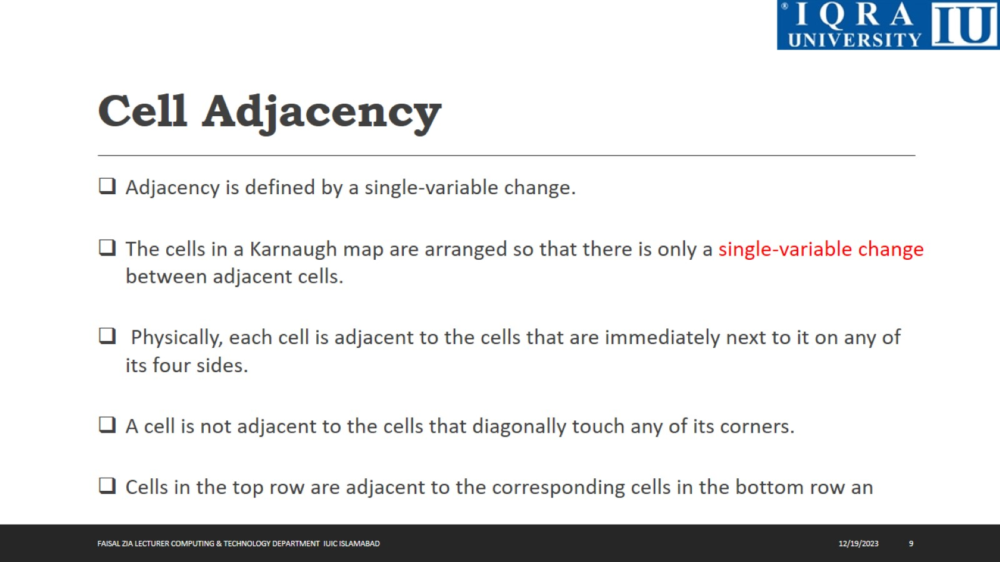 ® IQRA
UNIVERSITY IU
Cell Adjacency
❑ Adjacency is defined by a single-variable change.
❑ The cells in a Karnaugh map are arranged so that there is only a single-variable change
between adjacent cells.
❑ Physically, each cell is adjacent to the cells that are immediately next to it on any of
its four sides.
❑ A cell is not adjacent to the cells that diagonally touch any of its corners.
❑ Cells in the top row are adjacent to the corresponding cells in the bottom row an
FAISAL ZIA LECTURER COMPUTING & TECHNOLOGY DEPARTMENT IUIC ISLAMABAD 12/19/2023 9